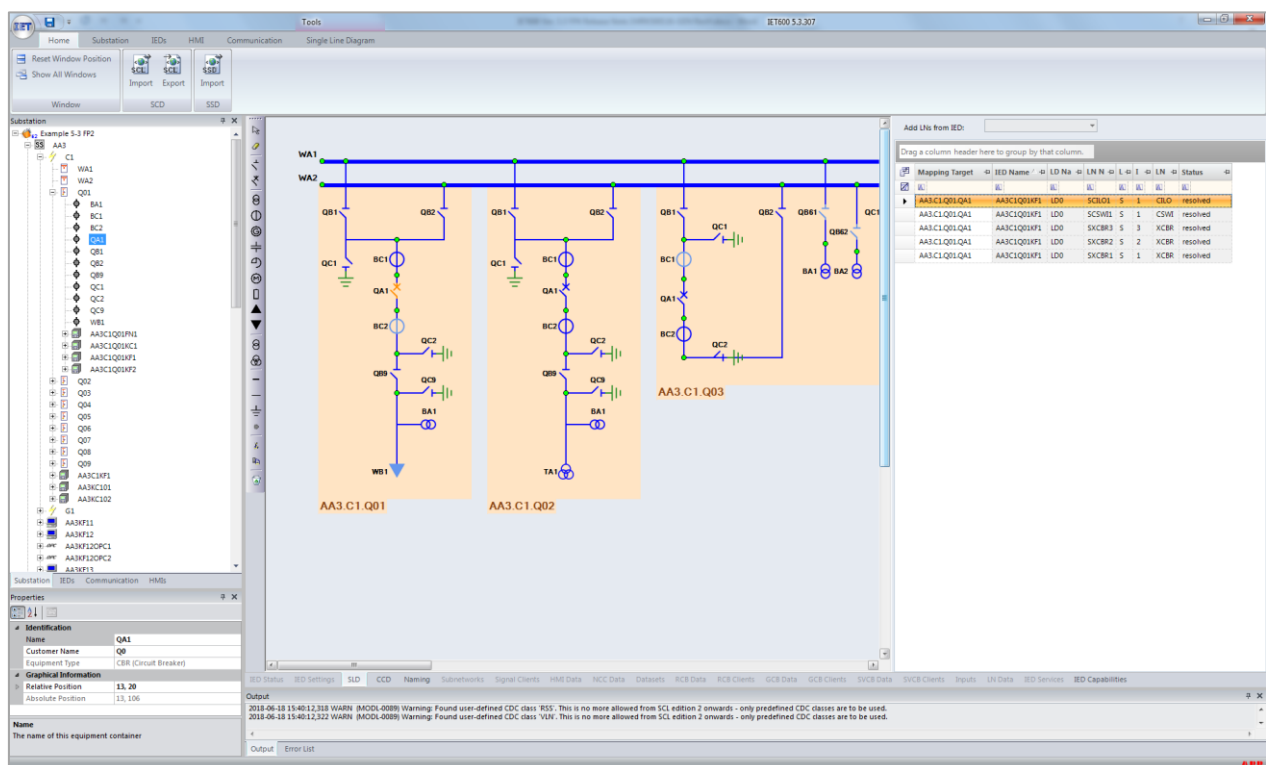 IET
Tools
IET600 5.3.307
Home Substation IEDs HMI Communication Single Line Diagram
Reset Window Position
Show All Windows
SCL SCL SSD
Import Export Import
Window SCD SSD
Substation
Example 5-3 FP2
SS AA3
C1
WA1
WA2
Q01
BA1
BC1
BC2
QA1
QB1
QB2
QB9
QC1
QC2
QC9
WB1
AA3C1Q01FN1
AA3C1Q01KC1
AA3C1Q01KF1
AA3C1Q01KF2
Q02
Q03
Q04
Q05
Q06
Q07
Q08
Q09
AA3C1KF1
AA3KC101
AA3KC102
G1
AA3KF11
AA3KF12
AA3KF12OPC1
AA3KF12OPC2
AA3KF13
Substation IEDs Communication HMIs
Properties
Identification
Name QA1
Customer Name Q0
Equipment Type CBR (Circuit Breaker)
Graphical Information
Relative Position 13, 20
Absolute Position 13, 106
Name
The name of this equipment container
WA1
WA2
QB1 QB2 QB1 QB2 QB1 QB2 QB61 QC1
QC1 QB62
QC1 BC1 BC1 BC1 BA1 BA2
QA1 QA1 QA1
BC2 BC2 BC2
QC2 QC2 QC2
QB9 QC9 QB9 QC9
BA1 BA1
AA3.C1.Q03
WB1 TA1
AA3.C1.Q01 AA3.C1.Q02
Add LNs from IED:
Drag a column header here to group by that column.
Mapping Target IED Name LD Na LN N L I LN Status
AA3.C1.Q01.QA1 AA3C1Q01KF1 LD0 SCILO1 S 1 CILO resolved
AA3.C1.Q01.QA1 AA3C1Q01KF1 LD0 SCSWI1 S 1 CSWI resolved
AA3.C1.Q01.QA1 AA3C1Q01KF1 LD0 SXCBR3 S 3 XCBR resolved
AA3.C1.Q01.QA1 AA3C1Q01KF1 LD0 SXCBR2 S 2 XCBR resolved
AA3.C1.Q01.QA1 AA3C1Q01KF1 LD0 SXCBR1 S 1 XCBR resolved
IED Status IED Settings SLD CCD Naming Subnetworks Signal Clients HMI Data NCC Data Datasets RCB Data RCB Clients GCB Data GCB Clients SVCB Data SVCB Clients Inputs LN Data IED Services IED Capabilities
Output
2018-06-18 15:40:12,318 WARN (MODL-0089) Warning: Found user-defined CDC class 'RSS'. This is no more allowed from SCL edition 2 onwards - only predefined CDC classes are to be used.
2018-06-18 15:40:12,322 WARN (MODL-0089) Warning: Found user-defined CDC class 'VLN'. This is no more allowed from SCL edition 2 onwards - only predefined CDC classes are to be used.
Output Error List
ABB